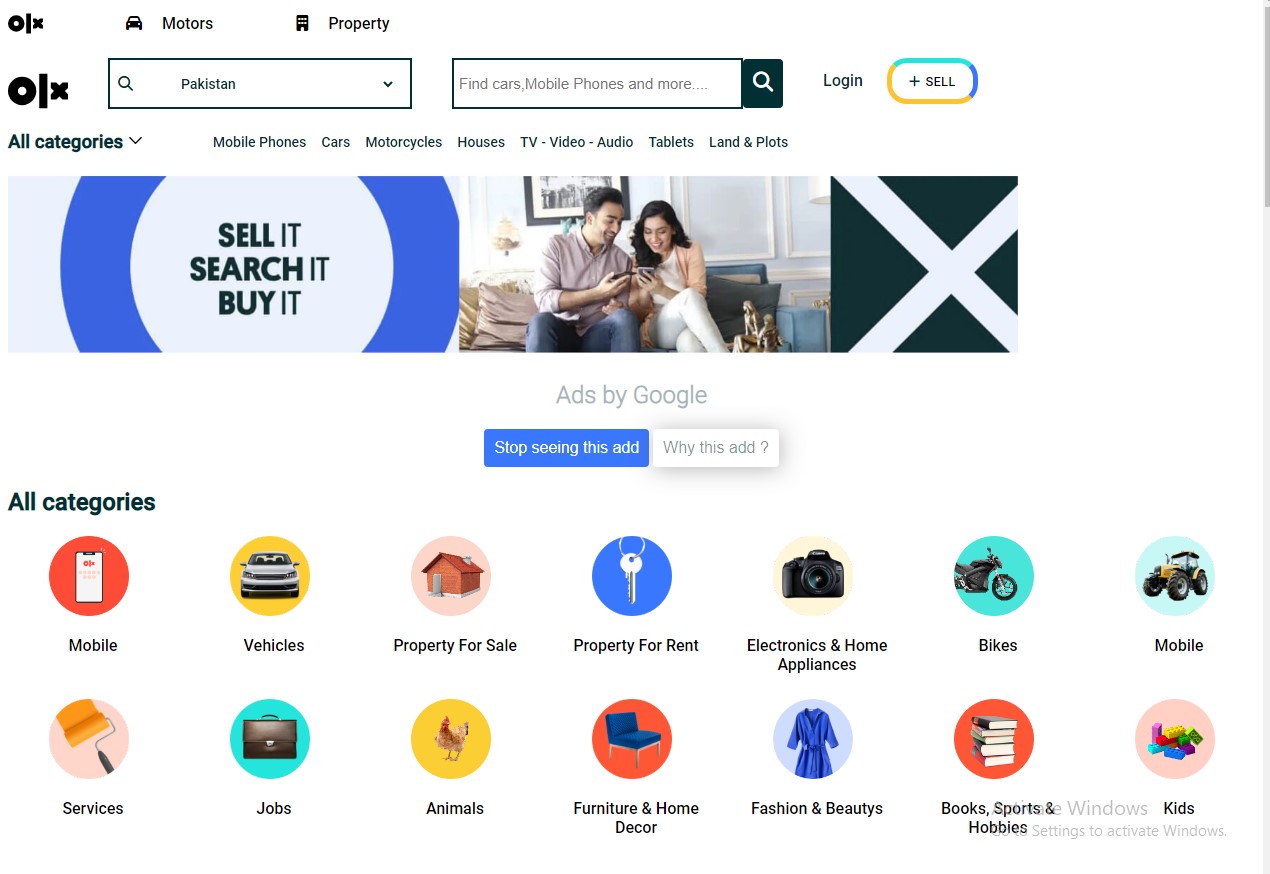 olx Motors Property
olx Pakistan Find cars,Mobile Phones and more.... Login + SELL
All categories Mobile Phones Cars Motorcycles Houses TV - Video - Audio Tablets Land & Plots
SELL IT
SEARCH IT
BUY IT
Ads by Google
Stop seeing this add Why this add ?
All categories
olx
Mobile Vehicles Property For Sale Property For Rent Electronics & Home Bikes Mobile
Appliances
Services Jobs Animals Furniture & Home Fashion & Beautys Books, Sports & Kids
Decor Hobbies
Activate Windows
Go to Settings to activate Windows.